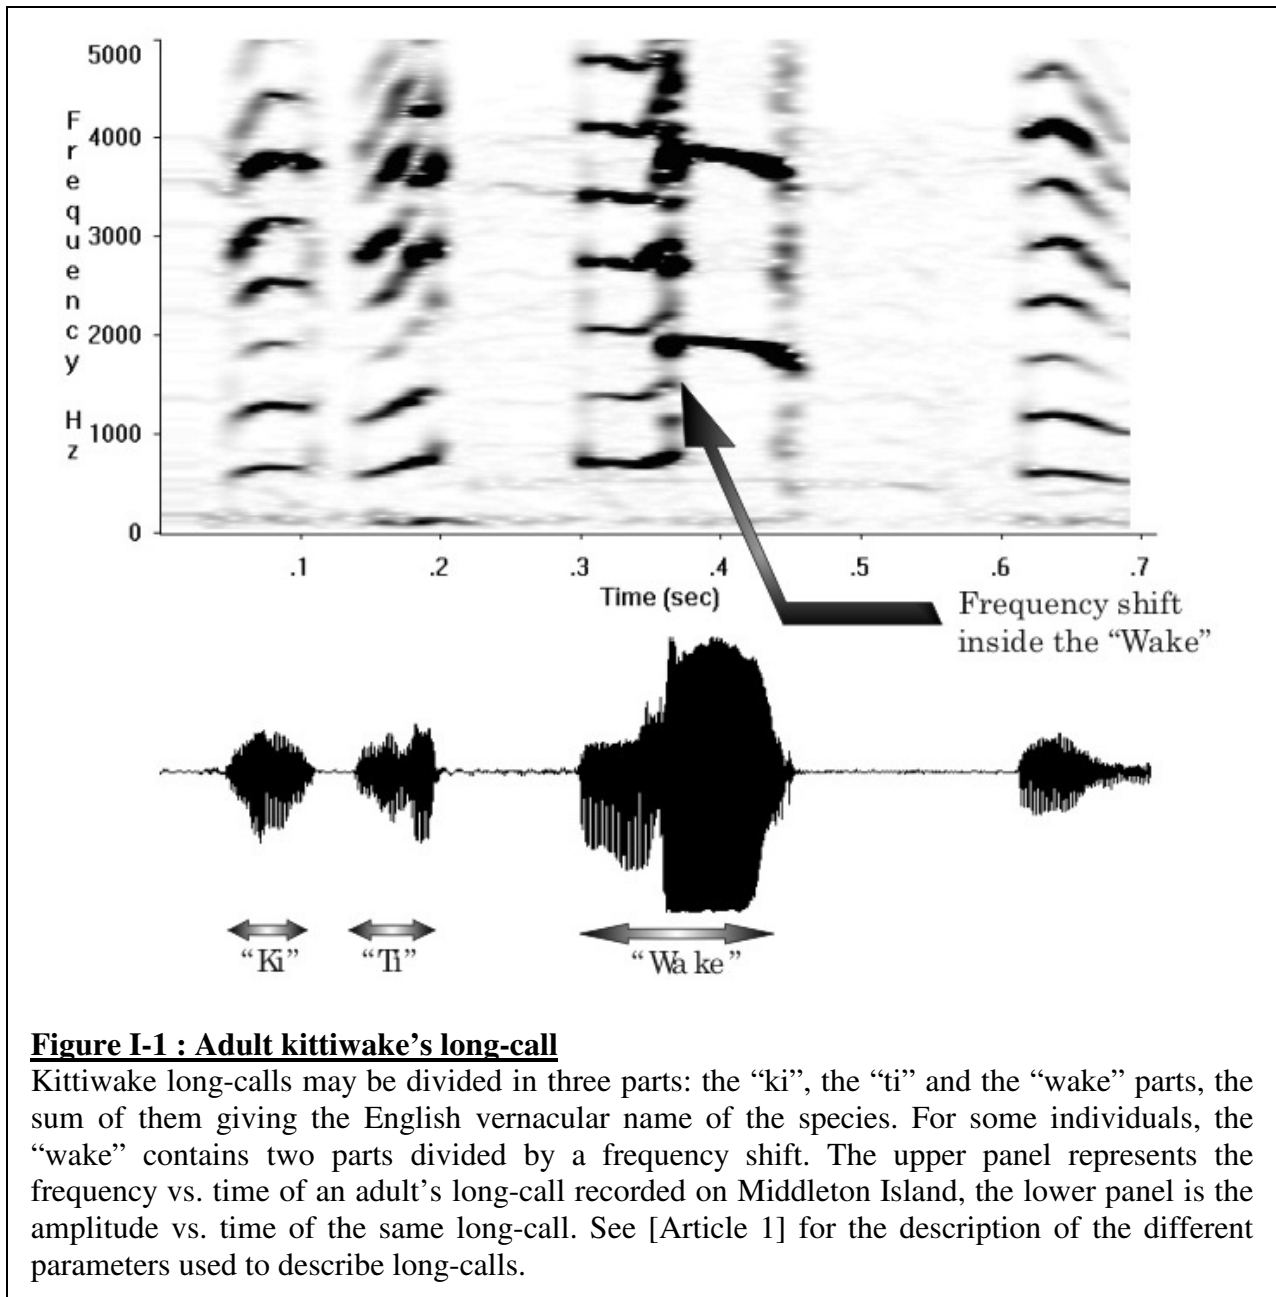 5000
4000
3000
2000
1000
0
Frequency Hz
.1 .2 .3 .4 .5 .6 .7
Time (sec)
Frequency shift
inside the “Wake”
“Ki” “Ti” “Wake”
Figure I-1 : Adult kittiwake’s long-call
Kittiwake long-calls may be divided in three parts: the “ki”, the “ti” and the “wake” parts, the
sum of them giving the English vernacular name of the species. For some individuals, the
“wake” contains two parts divided by a frequency shift. The upper panel represents the
frequency vs. time of an adult’s long-call recorded on Middleton Island, the lower panel is the
amplitude vs. time of the same long-call. See [Article 1] for the description of the different
parameters used to describe long-calls.